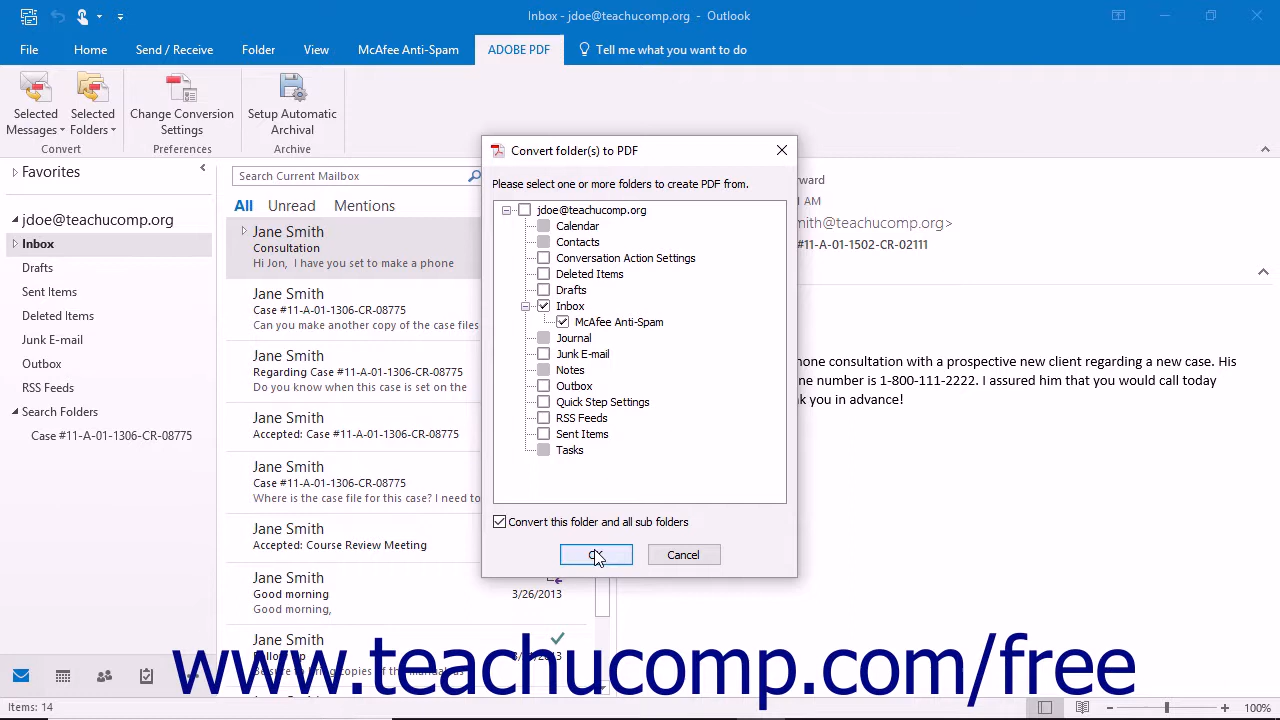 Inbox - jdoe@teachucomp.org - Outlook
File Home Send / Receive Folder View McAfee Anti-Spam ADOBE PDF Tell me what you want to do
Selected Messages
Selected Folders
Change Conversion Settings
Setup Automatic Archival
Convert Preferences Archive
Favorites
jdoe@teachucomp.org
Inbox
Drafts
Sent Items
Deleted Items
Junk E-mail
Outbox
RSS Feeds
Search Folders
Case #11-A-01-1306-CR-08775
Search Current Mailbox
All Unread Mentions
Jane Smith
Consultation
Hi Jon, I have you set to make a phone
Jane Smith
Case #11-A-01-1306-CR-08775
Can you make another copy of the case files
Jane Smith
Regarding Case #11-A-01-1306-CR-08775
Do you know when this case is set on the
Jane Smith
Accepted: Case #11-A-01-1306-CR-08775
Jane Smith
Case #11-A-01-1306-CR-08775
Where is the case file for this case? I need to
Jane Smith
Accepted: Course Review Meeting
Jane Smith
Good morning 3/26/2013
Good morning,
Jane Smith
Convert folder(s) to PDF
Please select one or more folders to create PDF from.
jdoe@teachucomp.org
Calendar
Contacts
Conversation Action Settings
Deleted Items
Drafts
Inbox
McAfee Anti-Spam
Journal
Junk E-mail
Notes
Outbox
Quick Step Settings
RSS Feeds
Sent Items
Tasks
Convert this folder and all sub folders
OK Cancel
ward
AM
mith@teachucomp.org>
#11-A-01-1502-CR-02111
none consultation with a prospective new client regarding a new case. His
ne number is 1-800-111-2222. I assured him that you would call today
k you in advance!
www.teachucomp.com/free
Items: 14
100%